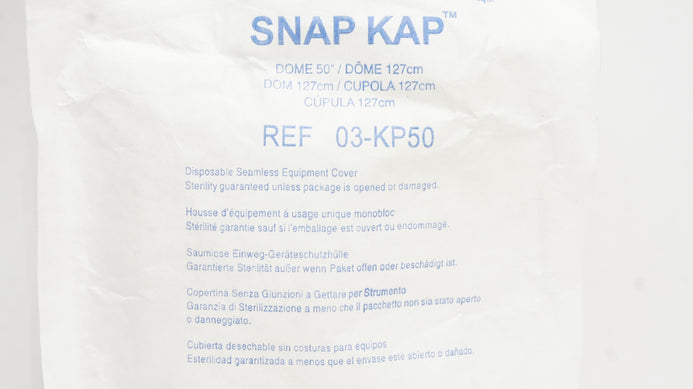 SNAP KAP™
DOME 50" / DÔME 127cm
DOM 127cm / CUPOLA 127cm
CÚPULA 127cm
REF 03-KP50
Disposable Seamless Equipment Cover
Sterility guaranteed unless package is opened or damaged.
Housse d'équipement à usage unique monobloc
Stérilité garantie sauf si l'emballage est ouvert ou endommagé.
Saumlose Einweg-Geräteschutzhülle
Garantierte Sterilität außer wenn Paket offen oder beschädigt ist.
Copertina Senza Giunzioni a Gettare per Strumento
Garanzia di Sterilizzazione a meno che il pacchetto non sia stato aperto
o danneggiato.
Cubierta desechable sin costuras para equipos
Esterilidad garantizada a menos que el envase esté abierto o dañado.